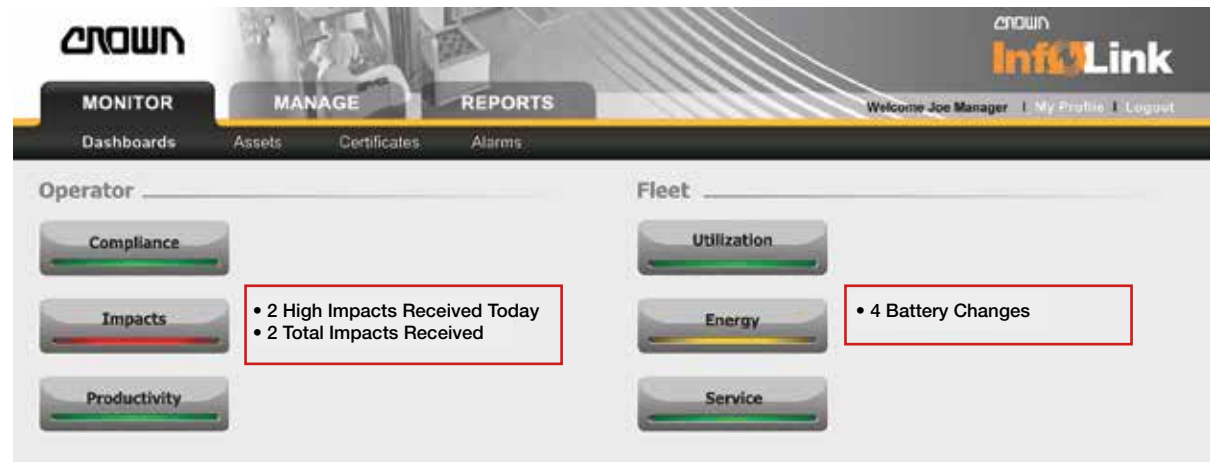 CROWN
CROWN
InfoLink
MONITOR MANAGE REPORTS
Welcome Joe Manager | My Profile | Logout
Dashboards Assets Certificates Alarms
Operator
Fleet
Compliance
Utilization
Impacts
• 2 High Impacts Received Today
• 2 Total Impacts Received
Energy
• 4 Battery Changes
Productivity
Service